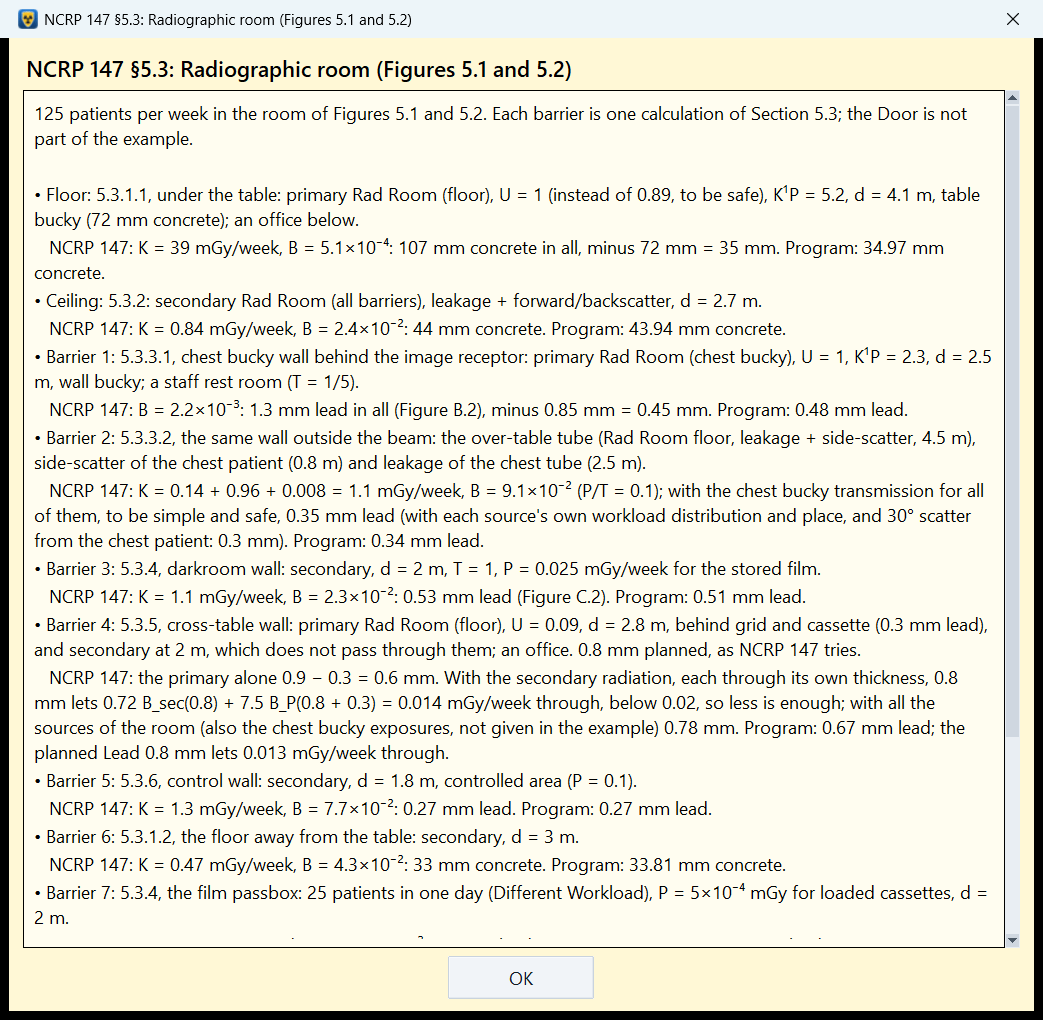 NCRP 147 §5.3: Radiographic room (Figures 5.1 and 5.2)
NCRP 147 §5.3: Radiographic room (Figures 5.1 and 5.2)
125 patients per week in the room of Figures 5.1 and 5.2. Each barrier is one calculation of Section 5.3; the Door is not
part of the example.
• Floor: 5.3.1.1, under the table: primary Rad Room (floor), U = 1 (instead of 0.89, to be safe), K¹P = 5.2, d = 4.1 m, table
bucky (72 mm concrete); an office below.
NCRP 147: K = 39 mGy/week, B = 5.1×10⁻⁴: 107 mm concrete in all, minus 72 mm = 35 mm. Program: 34.97 mm
concrete.
• Ceiling: 5.3.2: secondary Rad Room (all barriers), leakage + forward/backscatter, d = 2.7 m.
NCRP 147: K = 0.84 mGy/week, B = 2.4×10⁻²: 44 mm concrete. Program: 43.94 mm concrete.
• Barrier 1: 5.3.3.1, chest bucky wall behind the image receptor: primary Rad Room (chest bucky), U = 1, K¹P = 2.3, d = 2.5
m, wall bucky; a staff rest room (T = 1/5).
NCRP 147: B = 2.2×10⁻³: 1.3 mm lead in all (Figure B.2), minus 0.85 mm = 0.45 mm. Program: 0.48 mm lead.
• Barrier 2: 5.3.3.2, the same wall outside the beam: the over-table tube (Rad Room floor, leakage + side-scatter, 4.5 m),
side-scatter of the chest patient (0.8 m) and leakage of the chest tube (2.5 m).
NCRP 147: K = 0.14 + 0.96 + 0.008 = 1.1 mGy/week, B = 9.1×10⁻² (P/T = 0.1); with the chest bucky transmission for all
of them, to be simple and safe, 0.35 mm lead (with each source's own workload distribution and place, and 30° scatter
from the chest patient: 0.3 mm). Program: 0.34 mm lead.
• Barrier 3: 5.3.4, darkroom wall: secondary, d = 2 m, T = 1, P = 0.025 mGy/week for the stored film.
NCRP 147: K = 1.1 mGy/week, B = 2.3×10⁻²: 0.53 mm lead (Figure C.2). Program: 0.51 mm lead.
• Barrier 4: 5.3.5, cross-table wall: primary Rad Room (floor), U = 0.09, d = 2.8 m, behind grid and cassette (0.3 mm lead),
and secondary at 2 m, which does not pass through them; an office. 0.8 mm planned, as NCRP 147 tries.
NCRP 147: the primary alone 0.9 − 0.3 = 0.6 mm. With the secondary radiation, each through its own thickness, 0.8
mm lets 0.72 B_sec(0.8) + 7.5 B_P(0.8 + 0.3) = 0.014 mGy/week through, below 0.02, so less is enough; with all the
sources of the room (also the chest bucky exposures, not given in the example) 0.78 mm. Program: 0.67 mm lead; the
planned Lead 0.8 mm lets 0.013 mGy/week through.
• Barrier 5: 5.3.6, control wall: secondary, d = 1.8 m, controlled area (P = 0.1).
NCRP 147: K = 1.3 mGy/week, B = 7.7×10⁻²: 0.27 mm lead. Program: 0.27 mm lead.
• Barrier 6: 5.3.1.2, the floor away from the table: secondary, d = 3 m.
NCRP 147: K = 0.47 mGy/week, B = 4.3×10⁻²: 33 mm concrete. Program: 33.81 mm concrete.
• Barrier 7: 5.3.4, the film passbox: 25 patients in one day (Different Workload), P = 5×10⁻⁴ mGy for loaded cassettes, d =
2 m.
OK